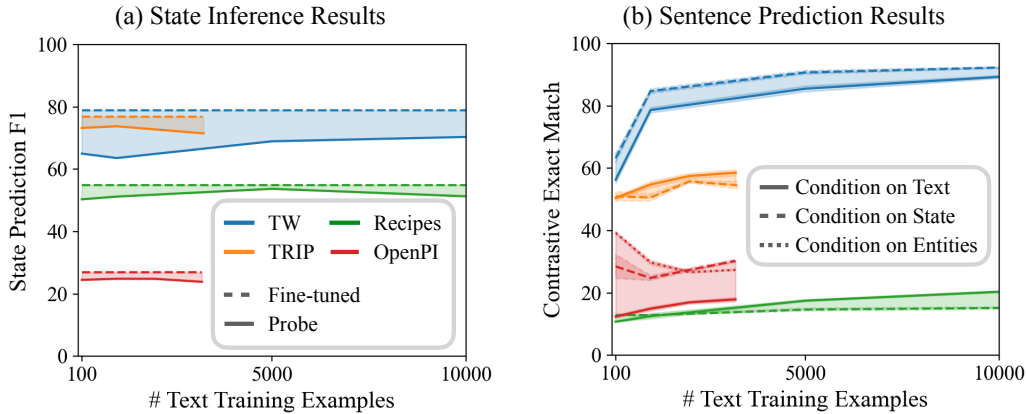 (a) State Inference Results
100
80
60
40
20
0
State Prediction F1
TW
Recipes
TRIP
OpenPI
Fine-tuned
Probe
100
5000
10000
# Text Training Examples
(b) Sentence Prediction Results
100
80
60
40
20
0
Contrastive Exact Match
Condition on Text
Condition on State
Condition on Entities
100
5000
10000
# Text Training Examples